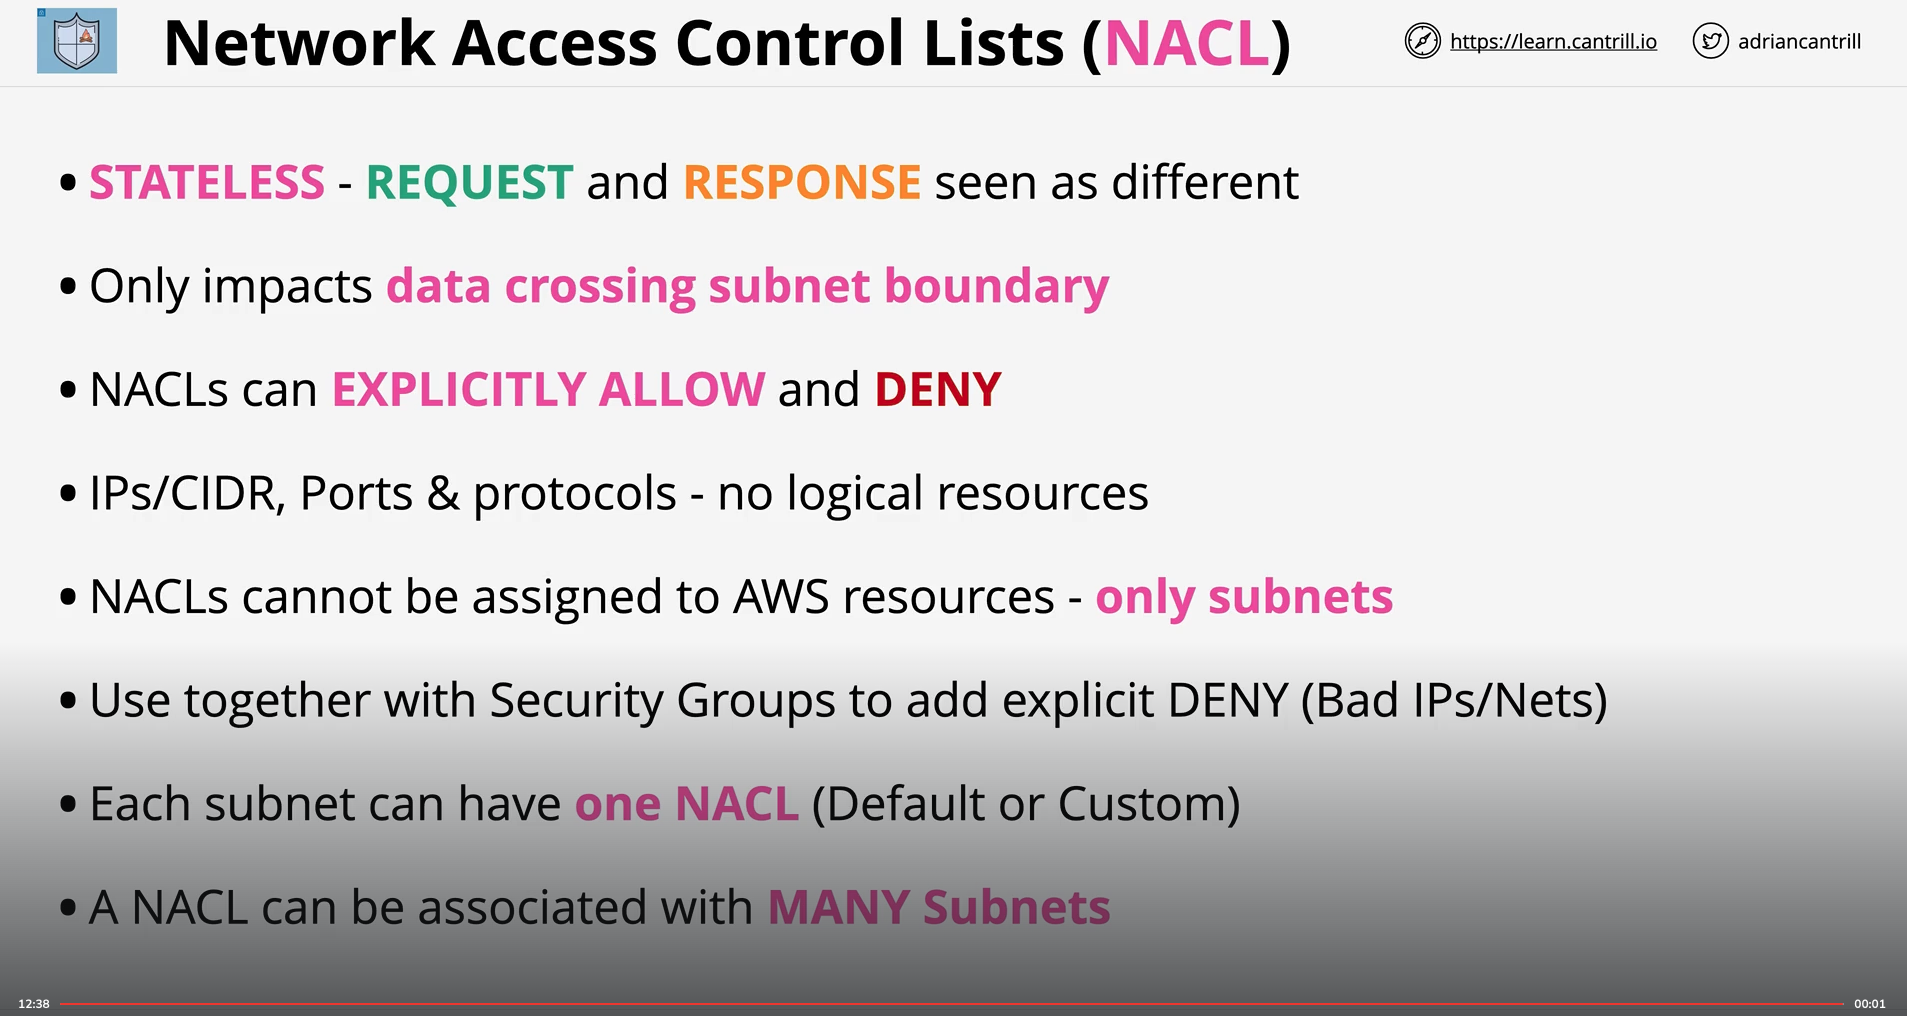 Network Access Control Lists (NACL)
https://learn.cantrill.io
adriancantrill
• STATELESS - REQUEST and RESPONSE seen as different
• Only impacts data crossing subnet boundary
• NACLs can EXPLICITLY ALLOW and DENY
• IPs/CIDR, Ports & protocols - no logical resources
• NACLs cannot be assigned to AWS resources - only subnets
• Use together with Security Groups to add explicit DENY (Bad IPs/Nets)
• Each subnet can have one NACL (Default or Custom)
• A NACL can be associated with MANY Subnets
12:38
00:01